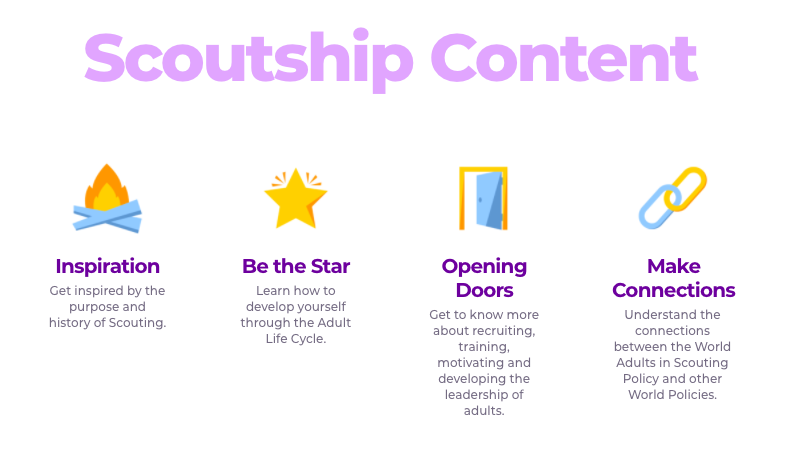 Scoutship Content
Inspiration
Get inspired by the
purpose and
history of Scouting.
Be the Star
Learn how to
develop yourself
through the Adult
Life Cycle.
Opening
Doors
Get to know more
about recruiting,
training,
motivating and
developing the
leadership of
adults.
Make
Connections
Understand the
connections
between the World
Adults in Scouting
Policy and other
World Policies.